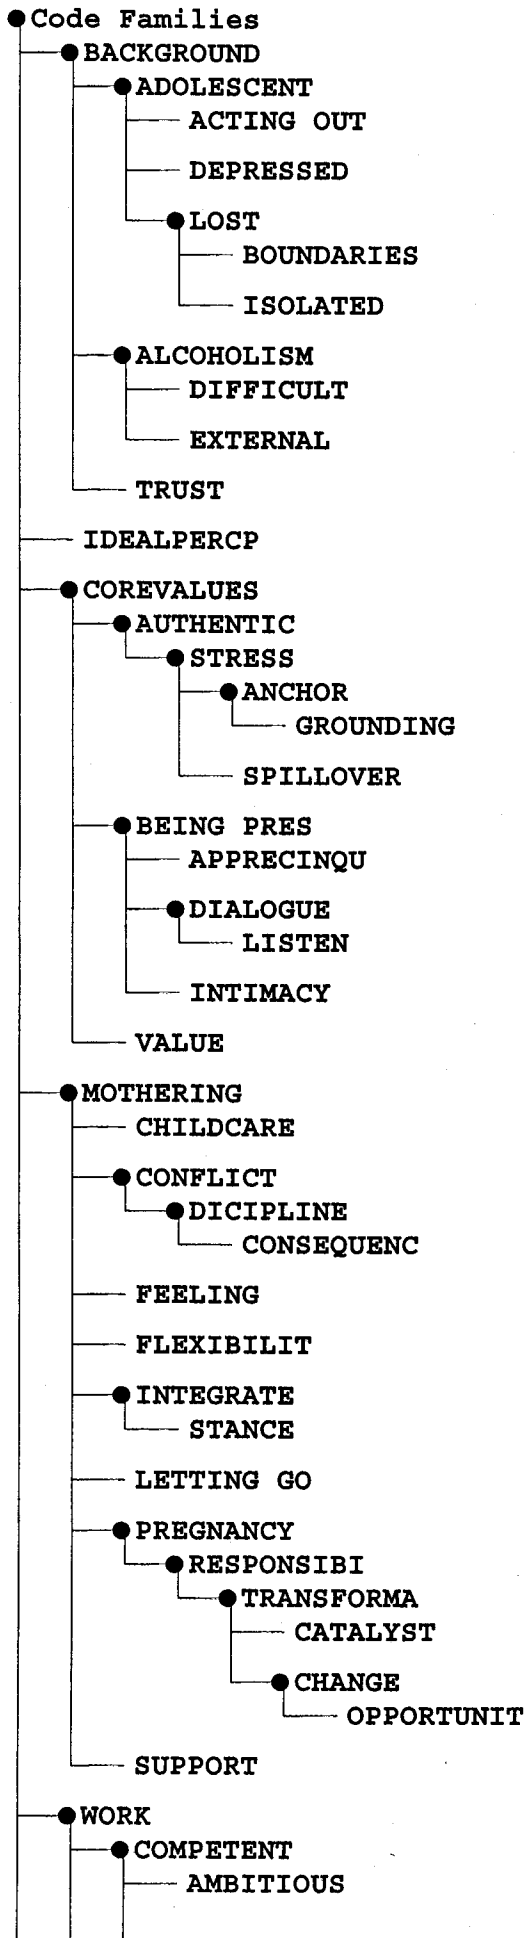 Code Families
BACKGROUND
ADOLESCENT
ACTING OUT
DEPRESSED
LOST
BOUNDARIES
ISOLATED
ALCOHOLISM
DIFFICULT
EXTERNAL
TRUST
IDEALPERCP
COREVALUES
AUTHENTIC
STRESS
ANCHOR
GROUNDING
SPILLOVER
BEING PRES
APPRECINQU
DIALOGUE
LISTEN
INTIMACY
VALUE
MOTHERING
CHILDCARE
CONFLICT
DICIPLINE
CONSEQUENC
FEELING
FLEXIBILIT
INTEGRATE
STANCE
LETTING GO
PREGNANCY
RESPONSIBI
TRANSFORMA
CATALYST
CHANGE
OPPORTUNIT
SUPPORT
WORK
COMPETENT
AMBITIOUS